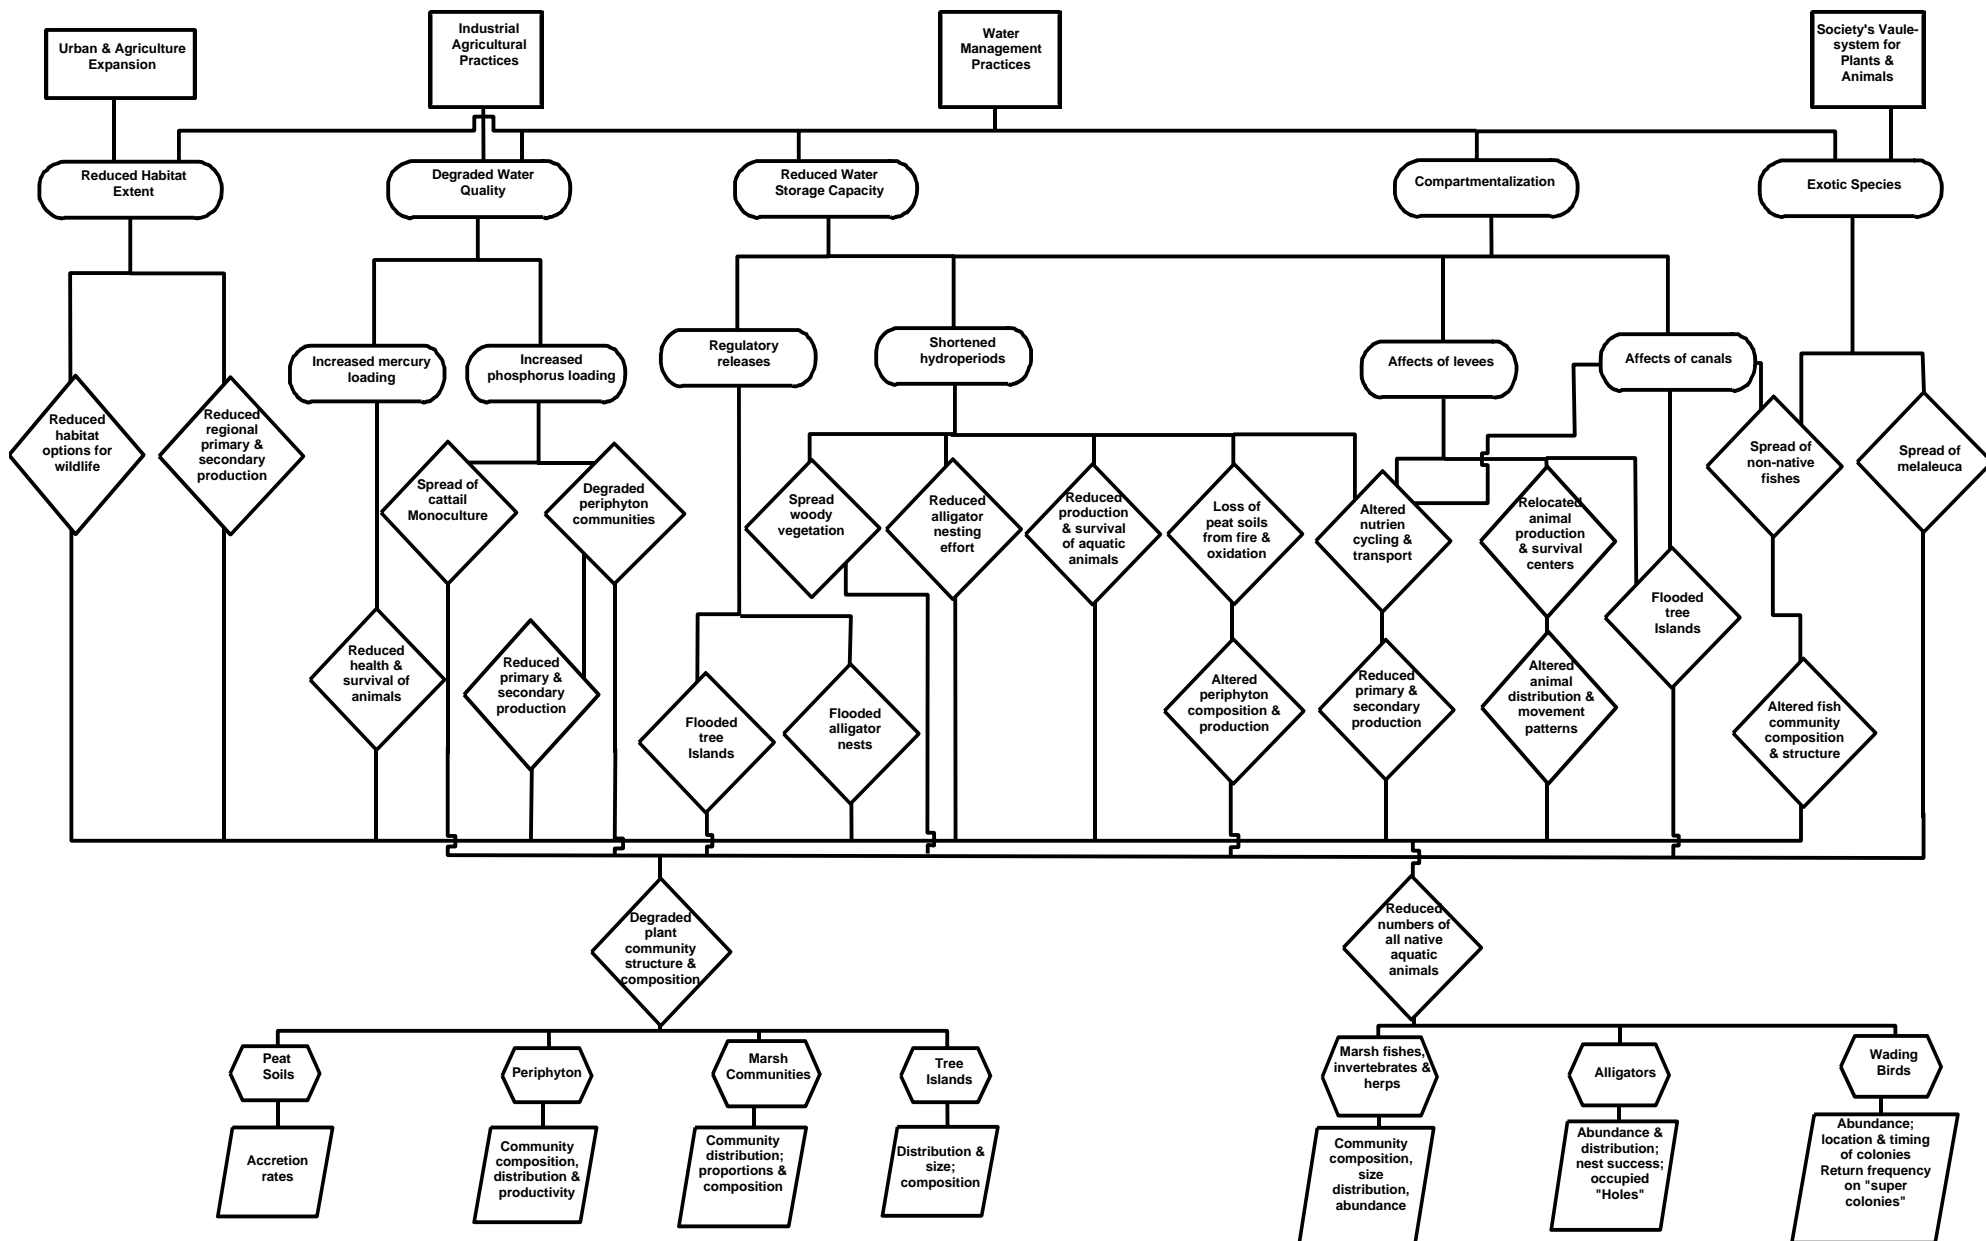 Urban & Agriculture
Expansion
Industrial
Agricultural
Practices
Water
Management
Practices
Society's Vaule-
system for
Plants &
Animals
Reduced Habitat
Extent
Degraded Water
Quality
Reduced Water
Storage Capacity
Compartmentalization
Exotic Species
Increased mercury
loading
Increased
phosphorus loading
Regulatory
releases
Shortened
hydroperiods
Affects of levees
Affects of canals
Reduced
habitat
options for
wildlife
Reduced
regional
primary &
secondary
production
Spread of
cattail
Monoculture
Degraded
periphyton
communities
Spread
woody
vegetation
Reduced
alligator
nesting
effort
Reduced
production
& survival
of aquatic
animals
Loss of
peat soils
from fire &
oxidation
Altered
nutrien
cycling &
transport
Relocated
animal
production
& survival
centers
Flooded
tree
Islands
Spread of
non-native
fishes
Spread of
melaleuca
Reduced
health &
survival of
animals
Reduced
primary &
secondary
production
Flooded
tree
Islands
Flooded
alligator
nests
Altered
periphyton
composition &
production
Reduced
primary &
secondary
production
Altered
animal
distribution &
movement
patterns
Altered fish
community
composition
& structure
Degraded
plant
community
structure &
composition
Reduced
numbers of
all native
aquatic
animals
Peat
Soils
Periphyton
Marsh
Communities
Tree
Islands
Marsh fishes,
invertebrates &
herps
Alligators
Wading
Birds
Accretion
rates
Community
composition,
distribution &
productivity
Community
distribution;
proportions &
composition
Distribution &
size;
composition
Community
composition,
size
distribution,
abundance
Abundance &
distribution;
nest success;
occupied
"Holes"
Abundance;
location & timing
of colonies
Return frequency
on "super
colonies"